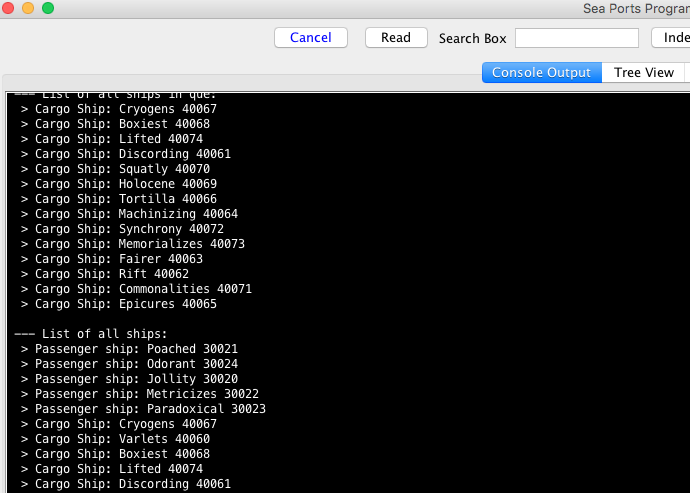 Sea Ports Progran
Cancel Read Search Box Inde
Console Output Tree View
--- List of all ships in que:
> Cargo Ship: Cryogens 40067
> Cargo Ship: Boxiest 40068
> Cargo Ship: Lifted 40074
> Cargo Ship: Discording 40061
> Cargo Ship: Squatly 40070
> Cargo Ship: Holocene 40069
> Cargo Ship: Tortilla 40066
> Cargo Ship: Machinizing 40064
> Cargo Ship: Synchrony 40072
> Cargo Ship: Memorializes 40073
> Cargo Ship: Fairer 40063
> Cargo Ship: Rift 40062
> Cargo Ship: Commonalities 40071
> Cargo Ship: Epicures 40065
--- List of all ships:
> Passenger ship: Poached 30021
> Passenger ship: Odorant 30024
> Passenger ship: Jollity 30020
> Passenger ship: Metricizes 30022
> Passenger ship: Paradoxical 30023
> Cargo Ship: Cryogens 40067
> Cargo Ship: Varlets 40060
> Cargo Ship: Boxiest 40068
> Cargo Ship: Lifted 40074
> Cargo Ship: Discording 40061